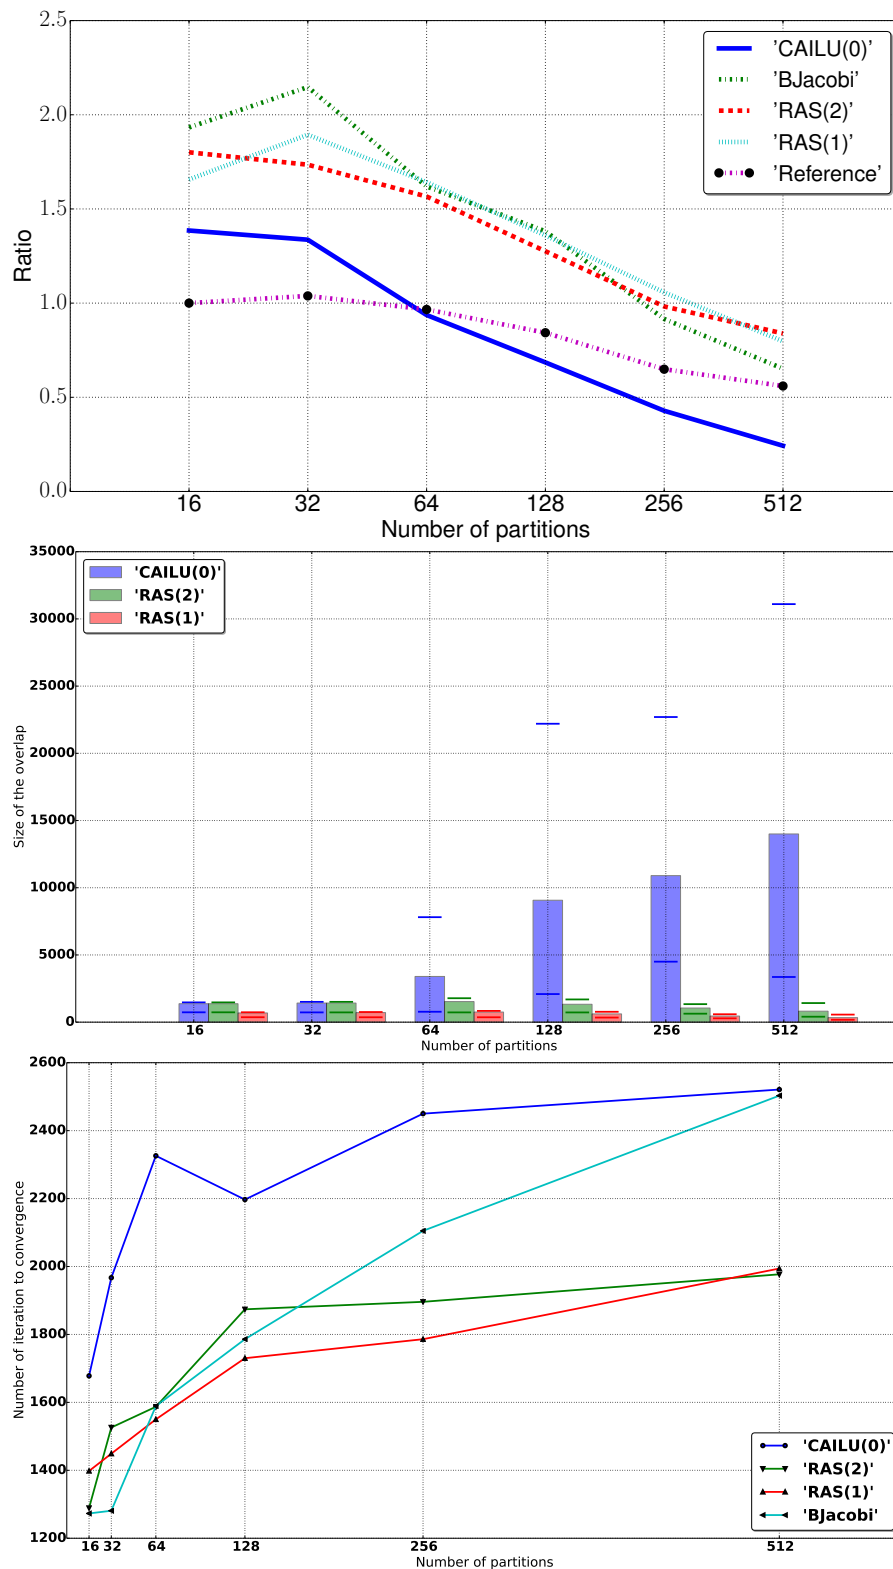 2.5
2.0
1.5
1.0
0.5
0.0
Ratio
'CAILU(0)'
'BJacobi'
'RAS(2)'
'RAS(1)'
'Reference'
16 32 64 128 256 512
Number of partitions
35000
30000
25000
20000
15000
10000
5000
0
Size of the overlap
'CAILU(0)'
'RAS(2)'
'RAS(1)'
16 32 64 128 256 512
Number of partitions
2600
2400
2200
2000
1800
1600
1400
1200
Number of iteration to convergence
'CAILU(0)'
'RAS(2)'
'RAS(1)'
'BJacobi'
16 32 64 128 256 512
Number of partitions